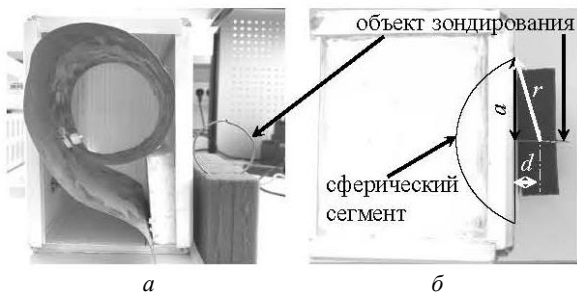 объект зондирования
r
a
d
сферический
сегмент
а
б